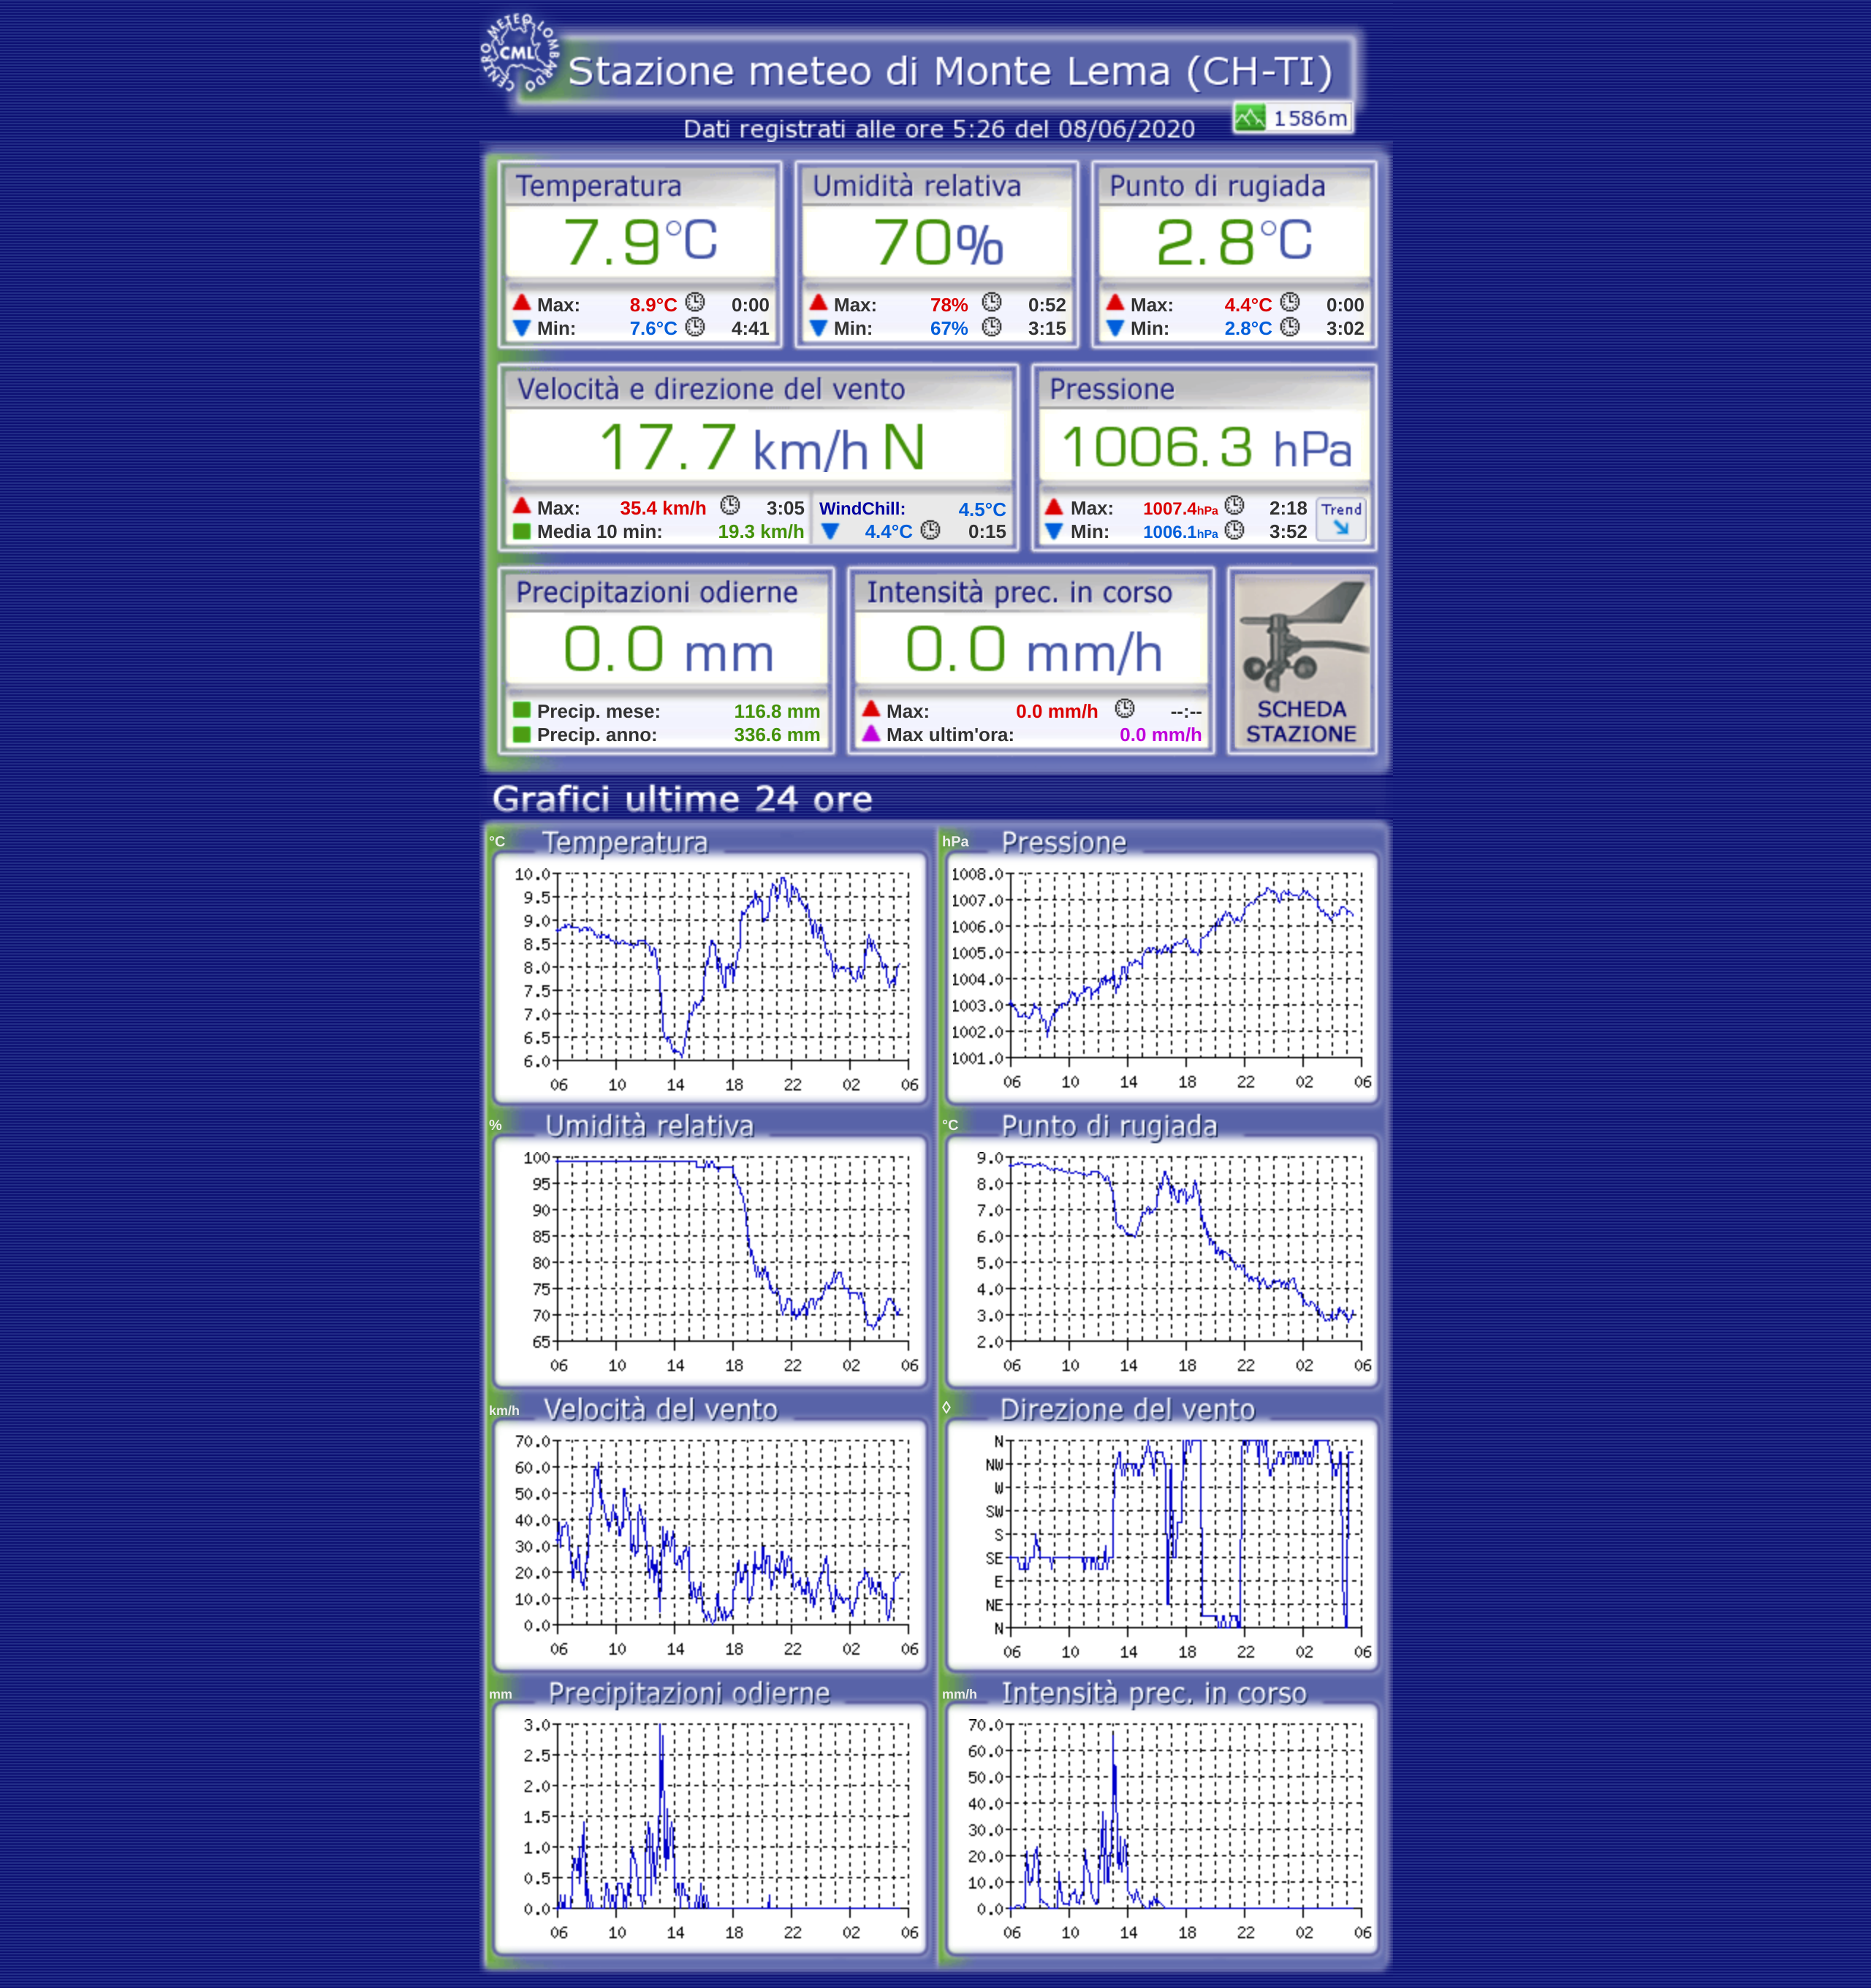 CENTRO METEO LOMBARDO
CML
Stazione meteo di Monte Lema (CH-TI)
1586m
Dati registrati alle ore 5:26 del 08/06/2020
Temperatura
7.9°C
Max: 8.9°C 0:00
Min: 7.6°C 4:41
Umidità relativa
70%
Max: 78% 0:52
Min: 67% 3:15
Punto di rugiada
2.8°C
Max: 4.4°C 0:00
Min: 2.8°C 3:02
Velocità e direzione del vento
17.7 km/h N
Max: 35.4 km/h 3:05
Media 10 min: 19.3 km/h
WindChill: 4.5°C
4.4°C 0:15
Pressione
1006.3 hPa
Max: 1007.4hPa 2:18
Min: 1006.1hPa 3:52
Trend
Precipitazioni odierne
0.0 mm
Precip. mese: 116.8 mm
Precip. anno: 336.6 mm
Intensità prec. in corso
0.0 mm/h
Max: 0.0 mm/h --:--
Max ultim'ora: 0.0 mm/h
SCHEDA
STAZIONE
Grafici ultime 24 ore
°C Temperatura
10.0
9.5
9.0
8.5
8.0
7.5
7.0
6.5
6.0
06 10 14 18 22 02 06
hPa Pressione
1008.0
1007.0
1006.0
1005.0
1004.0
1003.0
1002.0
1001.0
06 10 14 18 22 02 06
% Umidità relativa
100
95
90
85
80
75
70
65
06 10 14 18 22 02 06
°C Punto di rugiada
9.0
8.0
7.0
6.0
5.0
4.0
3.0
2.0
06 10 14 18 22 02 06
km/h Velocità del vento
70.0
60.0
50.0
40.0
30.0
20.0
10.0
0.0
06 10 14 18 22 02 06
◊ Direzione del vento
N
NW
W
SW
S
SE
E
NE
N
06 10 14 18 22 02 06
mm Precipitazioni odierne
3.0
2.5
2.0
1.5
1.0
0.5
0.0
06 10 14 18 22 02 06
mm/h Intensità prec. in corso
70.0
60.0
50.0
40.0
30.0
20.0
10.0
0.0
06 10 14 18 22 02 06